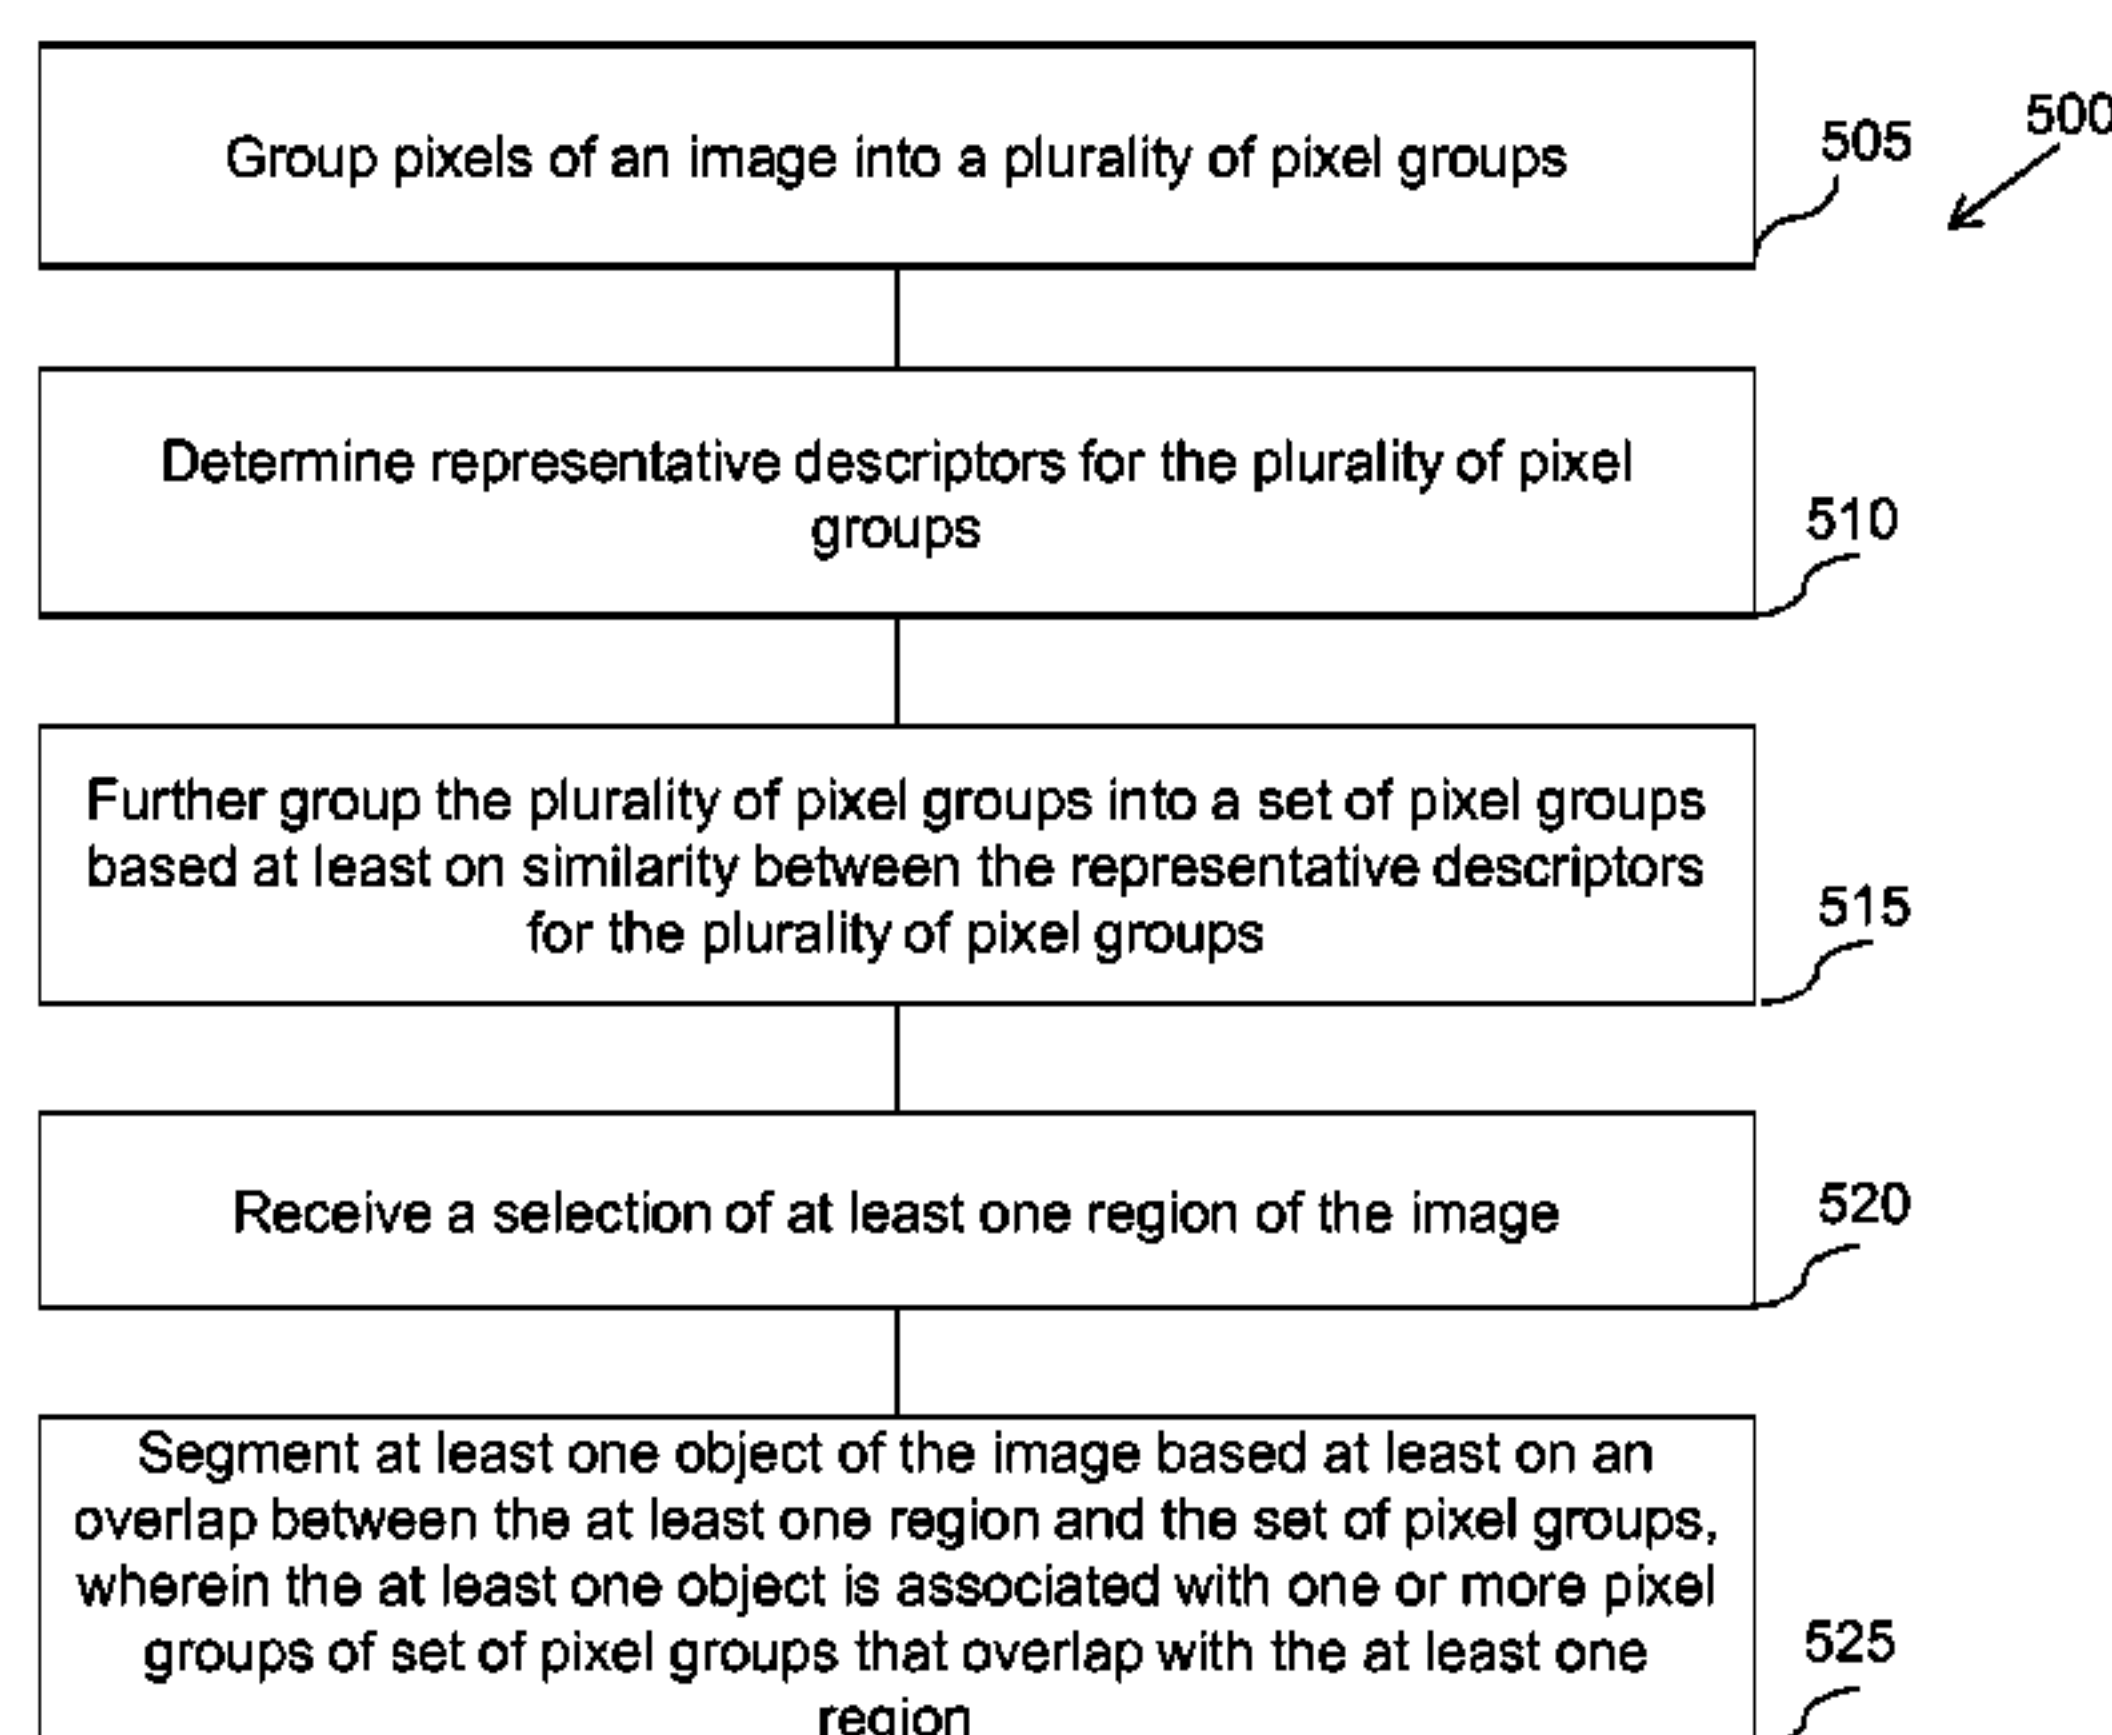 Group pixels of an image into a plurality of pixel groups
505
500
Determine representative descriptors for the plurality of pixel
groups
510
Further group the plurality of pixel groups into a set of pixel groups
based at least on similarity between the representative descriptors
for the plurality of pixel groups
515
Receive a selection of at least one region of the image
520
Segment at least one object of the image based at least on an
overlap between the at least one region and the set of pixel groups,
wherein the at least one object is associated with one or more pixel
groups of set of pixel groups that overlap with the at least one
region
525